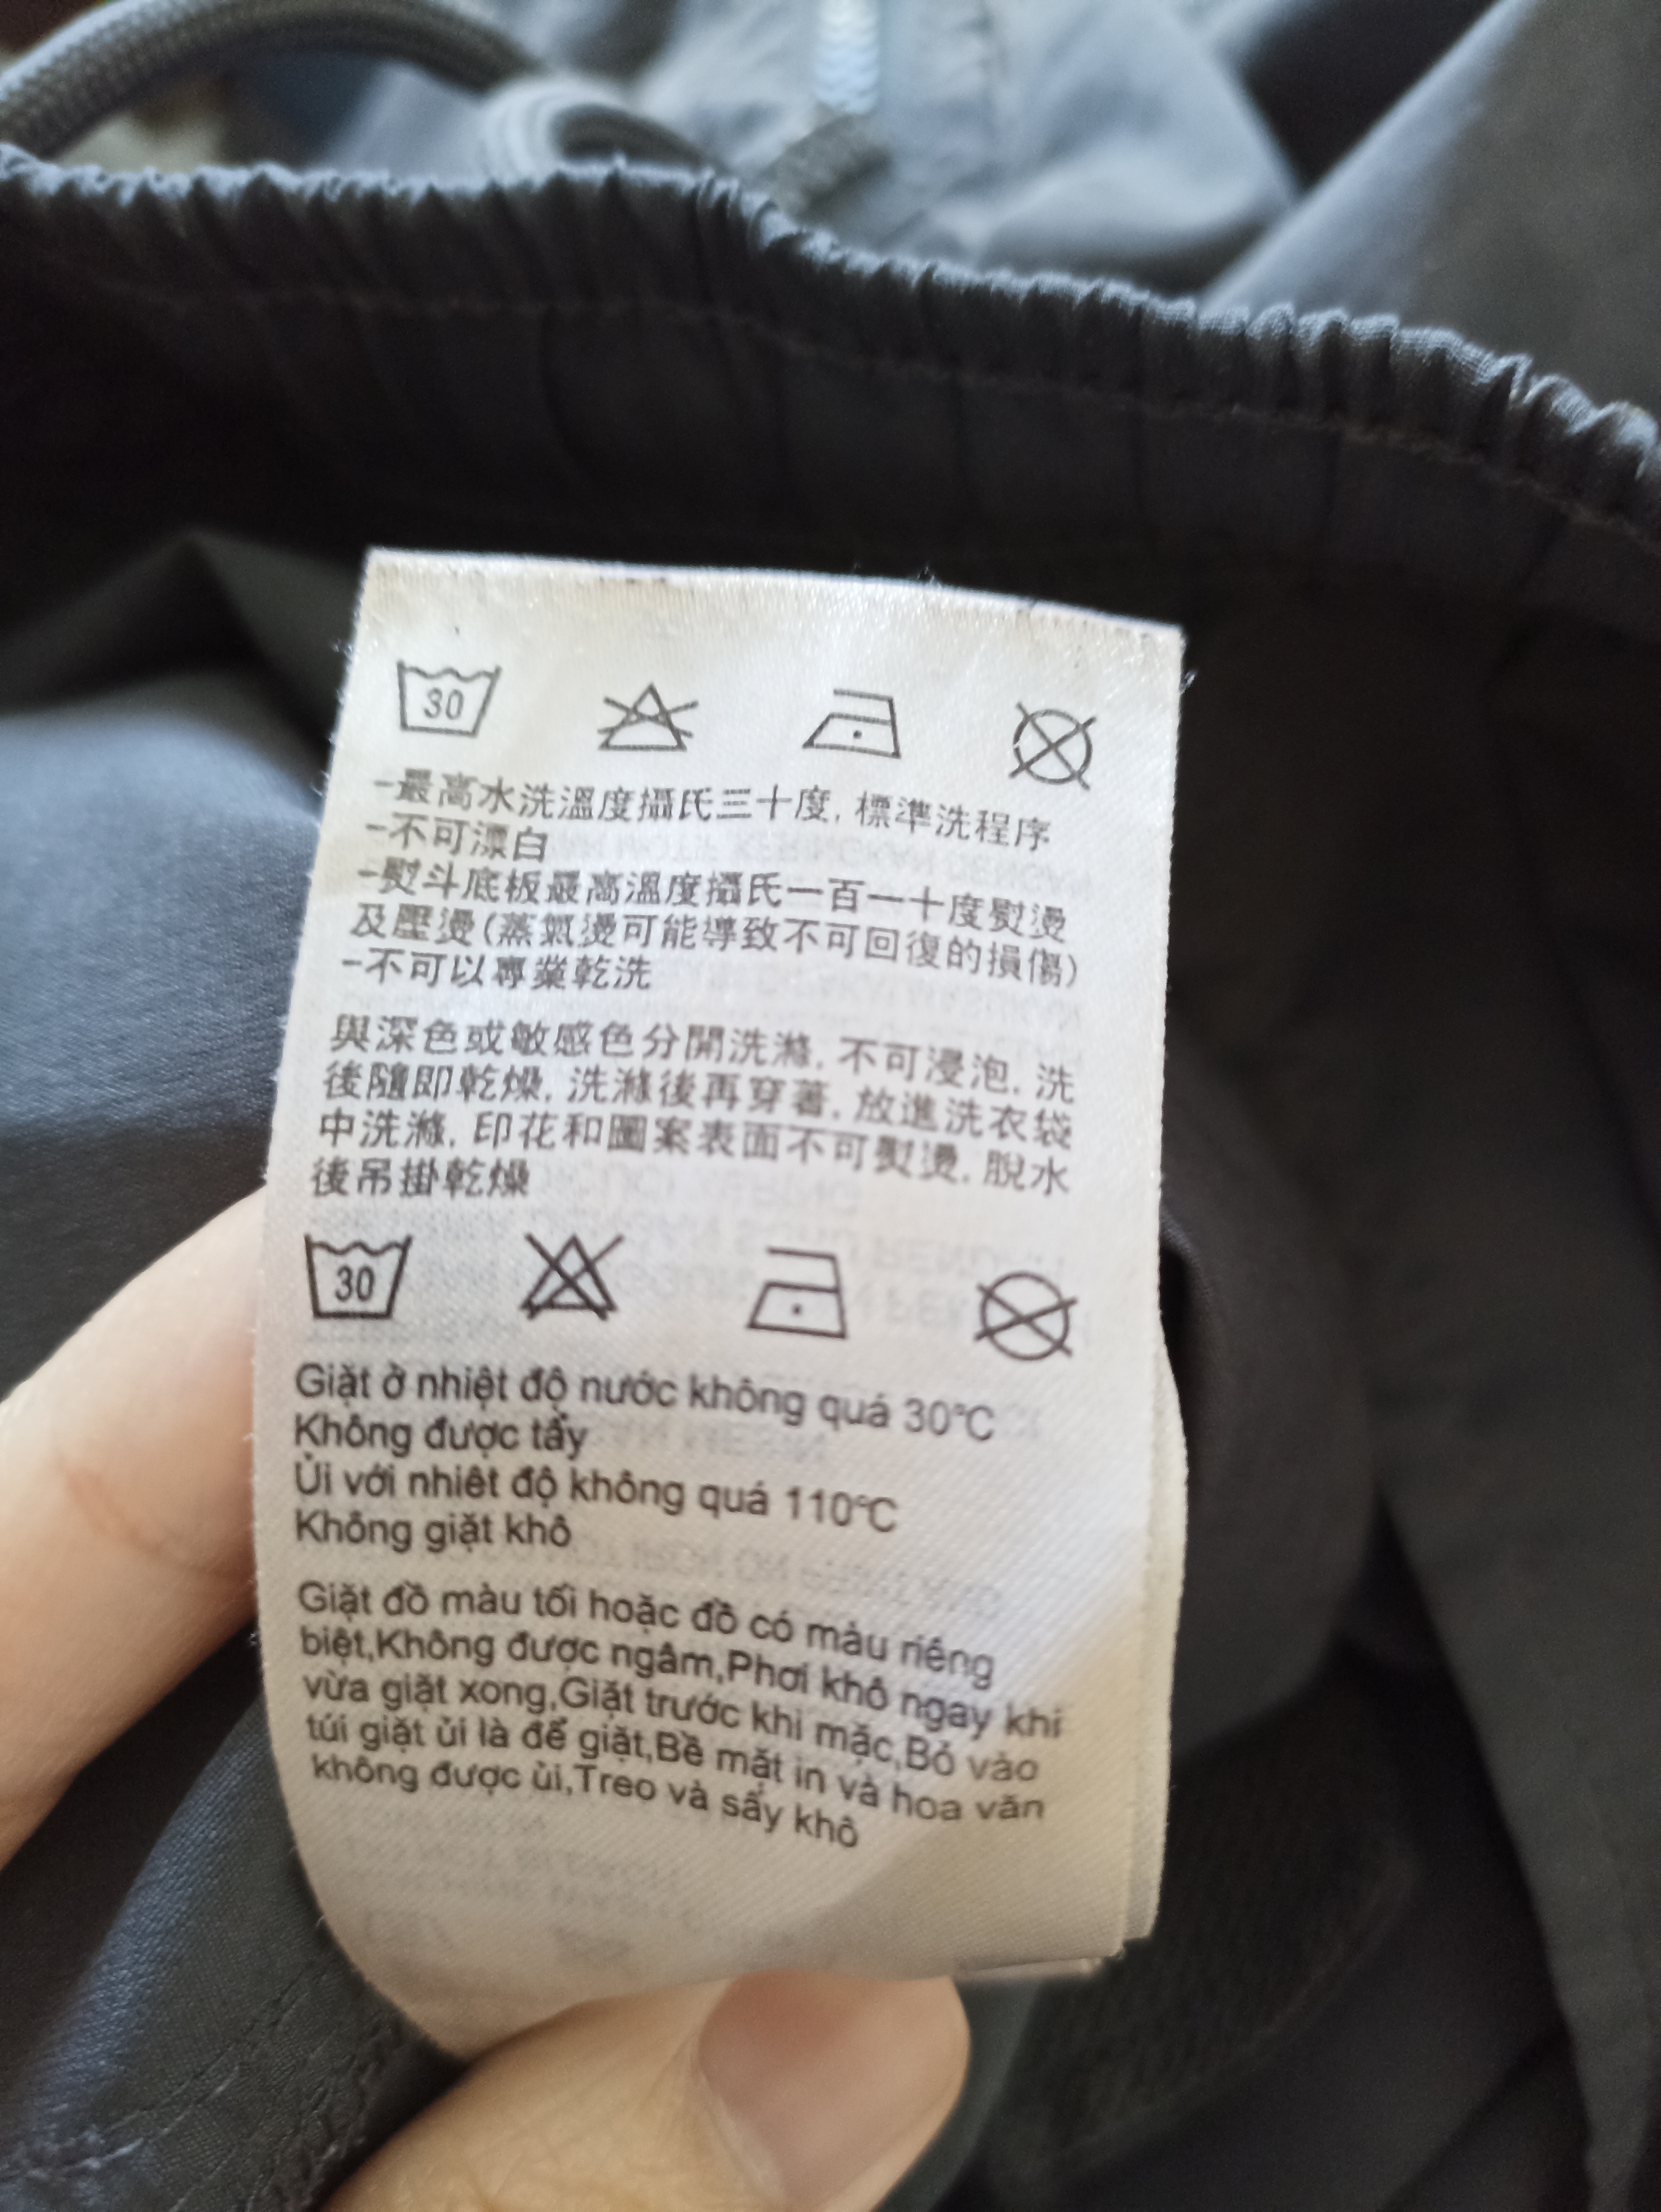 30
-最高水洗溫度攝氏三十度, 標準洗程序
-不可漂白
-熨斗底板最高溫度攝氏一百一十度熨燙
及壓燙(蒸氣燙可能導致不可回復的損傷)
-不可以專業乾洗
與深色或敏感色分開洗滌, 不可浸泡, 洗
後隨即乾燥, 洗滌後再穿著, 放進洗衣袋
中洗滌, 印花和圖案表面不可熨燙, 脫水
後吊掛乾燥
30
Giặt ở nhiệt độ nước không quá 30°C
Không được tẩy
Ủi với nhiêt độ không quá 110°C
Không giặt khô
Giặt đồ màu tối hoặc đồ có màu riêng
biệt,Không được ngâm,Phơi khô ngay khi
vừa giặt xong,Giặt trước khi mặc,Bỏ vào
túi giặt ủi là để giặt,Bề mặt in và hoa văn
không được ủi,Treo và sấy khô